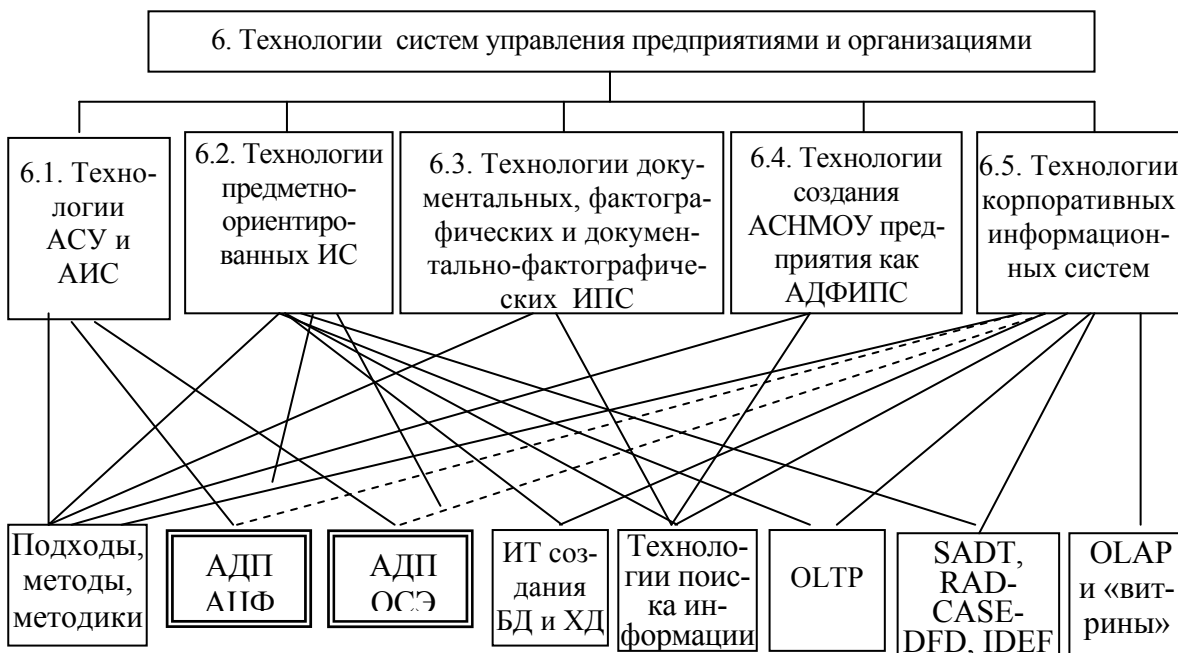 6. Технологии систем управления предприятиями и организациями
6.1. Техно-
логии
АСУ и
АИС
6.2. Технологии
предметно-
ориентиро-
ванных ИС
6.3. Технологии доку-
ментальных, фактогра-
фических и докумен-
тально-фактографиче-
ских ИПС
6.4. Технологии
создания
АСНМОУ пред-
приятия как
АДФИПС
6.5. Технологии
корпоративных
информацион-
ных систем
Подходы,
методы,
методики
АДП
АЦФ
АДП
ОСЭ
ИТ соз-
дания
БД и ХД
Техноло-
гии поис-
ка ин-
формации
OLTP
SADT,
RAD-
CASE-
DFD, IDEF
OLAP
и «вит-
рины»